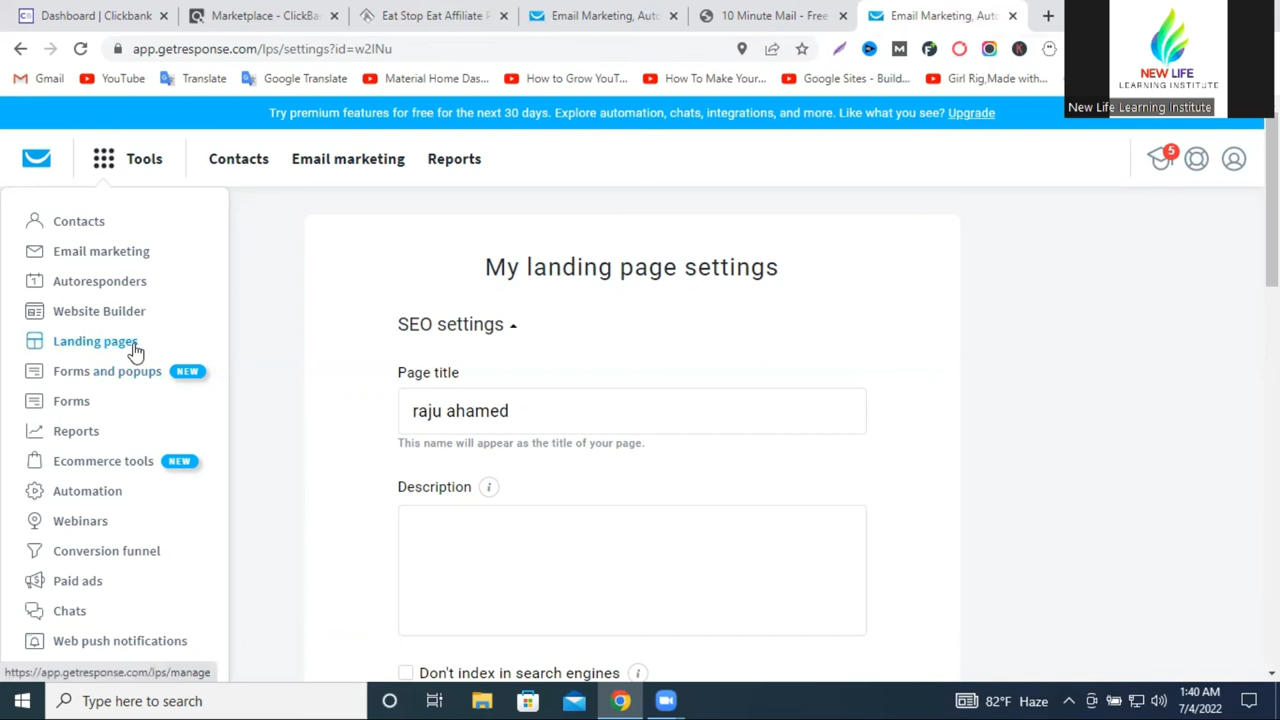 Dashboard | Clickbank
Marketplace - ClickBa
Eat Stop Eat Affiliate P
Email Marketing, Auto
10 Minute Mail - Free
Email Marketing, Auto
app.getresponse.com/lps/settings?id=w2lNu
Gmail
YouTube
Translate
Google Translate
Material Home Das...
How to Grow YouT...
How To Make Your...
Google Sites - Build...
Girl Rig,Made with...
NEW LIFE
LEARNING INSTITUTE
New Life Learning Institute
Try premium features for free for the next 30 days. Explore automation, chats, integrations, and more. Like what you see? Upgrade
Tools
Contacts
Email marketing
Reports
5
Contacts
Email marketing
Autoresponders
Website Builder
Landing pages
Forms and popups NEW
Forms
Reports
Ecommerce tools NEW
Automation
Webinars
Conversion funnel
Paid ads
Chats
Web push notifications
https://app.getresponse.com/lps/manage
My landing page settings
SEO settings
Page title
raju ahamed
This name will appear as the title of your page.
Description
Don't index in search engines
Type here to search
82°F Haze
1:40 AM
7/4/2022